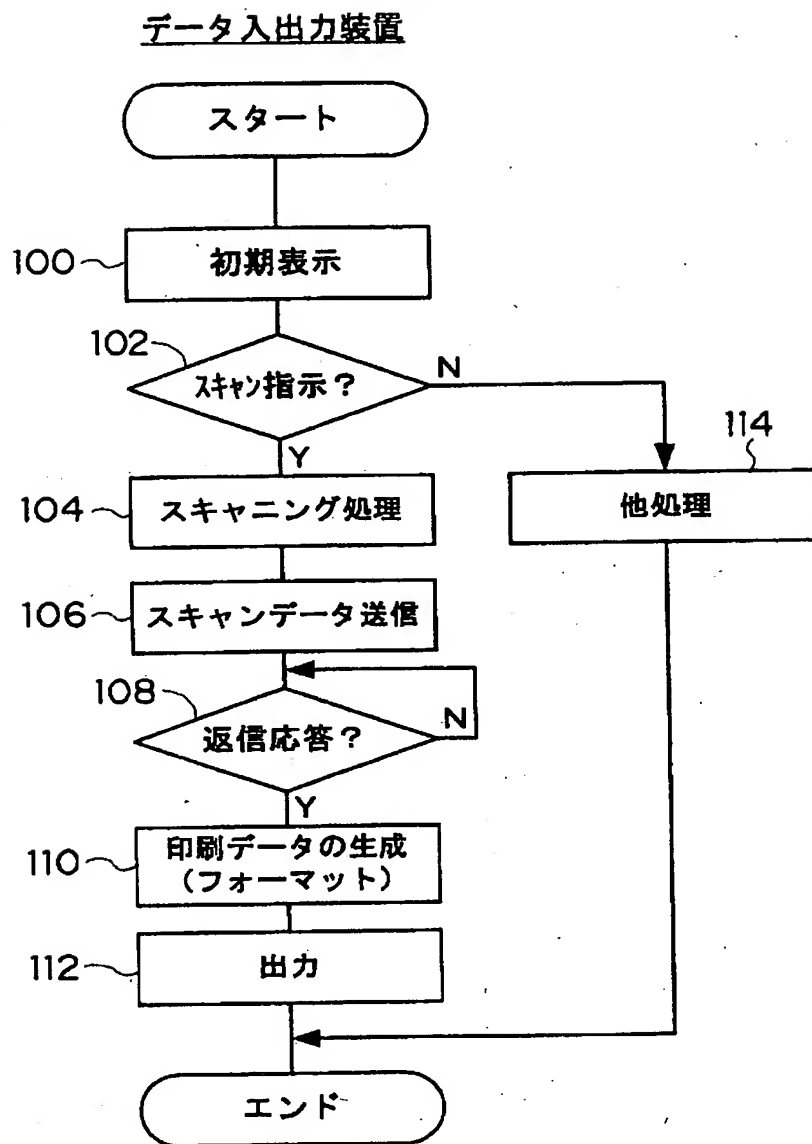 データ入出力装置
スタート
100
初期表示
102
スキャン指示?
N
Y
114
104
スキャニング処理
他処理
106
スキャンデータ送信
108
返信応答?
N
Y
110
印刷データの生成
(フォーマット)
112
出力
エンド